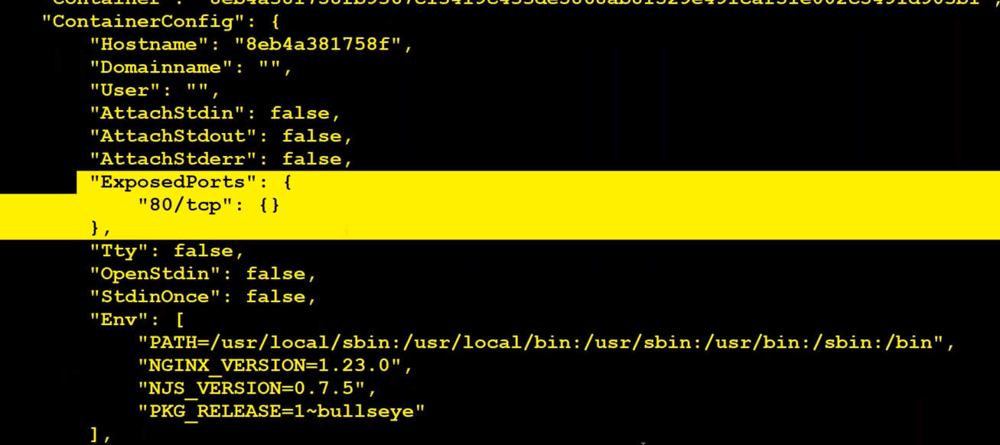 "ContainerConfig": {
"Hostname": "8eb4a381758f",
"Domainname": "",
"User": "",
"AttachStdin": false,
"AttachStdout": false,
"AttachStderr": false,
"ExposedPorts": {
"80/tcp": {}
},
"Tty": false,
"OpenStdin": false,
"StdinOnce": false,
"Env": [
"PATH=/usr/local/sbin:/usr/local/bin:/usr/sbin:/usr/bin:/sbin:/bin",
"NGINX_VERSION=1.23.0",
"NJS_VERSION=0.7.5",
"PKG_RELEASE=1~bullseye"
],